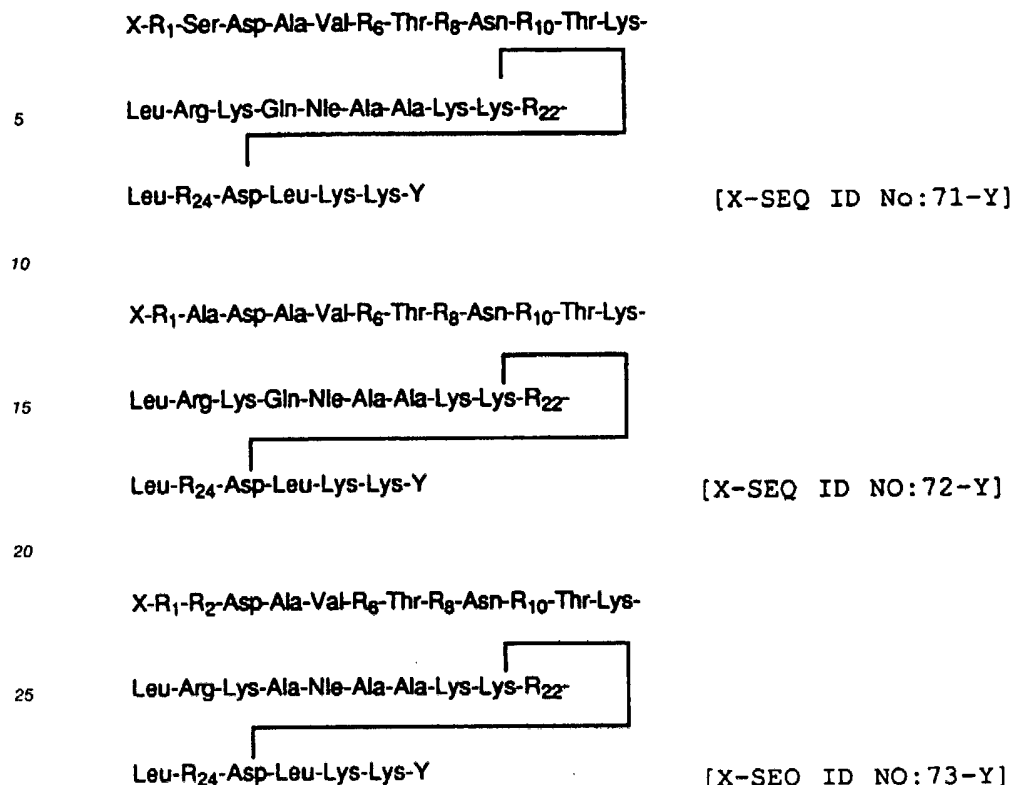 X-R1-Ser-Asp-Ala-Val-R6-Thr-R8-Asn-R10-Thr-Lys-
5 Leu-Arg-Lys-Gln-Nle-Ala-Ala-Lys-Lys-R22-
Leu-R24-Asp-Leu-Lys-Lys-Y [X-SEQ ID No:71-Y]
10
X-R1-Ala-Asp-Ala-Val-R6-Thr-R8-Asn-R10-Thr-Lys-
15 Leu-Arg-Lys-Gln-Nle-Ala-Ala-Lys-Lys-R22-
Leu-R24-Asp-Leu-Lys-Lys-Y [X-SEQ ID NO:72-Y]
20
X-R1-R2-Asp-Ala-Val-R6-Thr-R8-Asn-R10-Thr-Lys-
25 Leu-Arg-Lys-Ala-Nle-Ala-Ala-Lys-Lys-R22-
Leu-R24-Asp-Leu-Lys-Lys-Y [X-SEQ ID NO:73-Y]